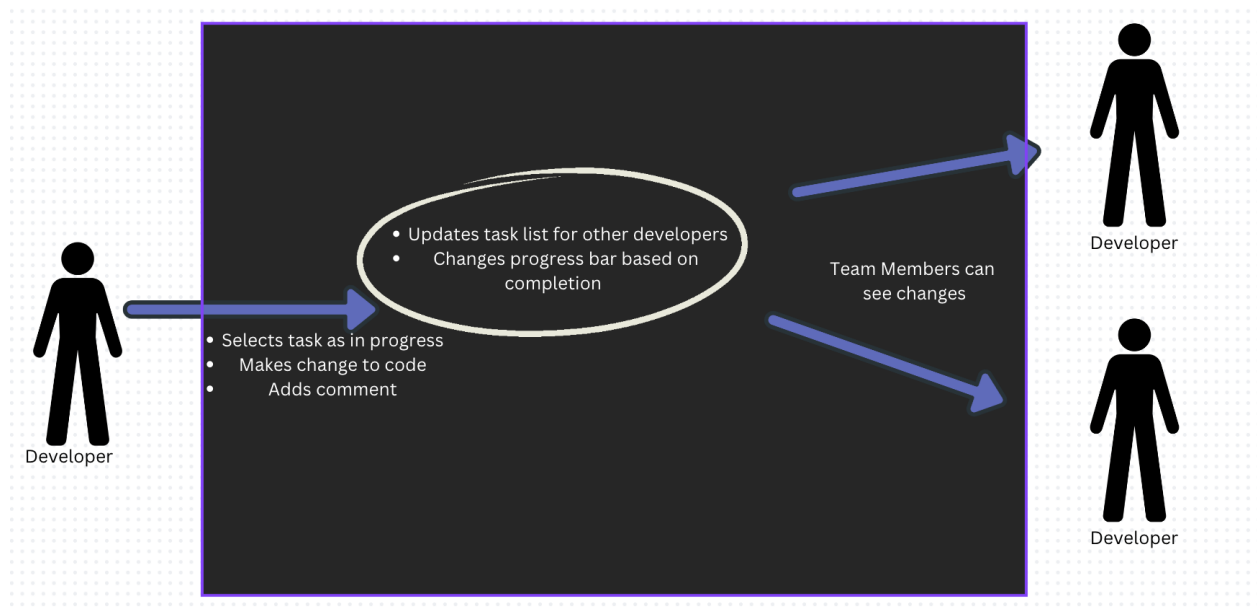 Developer
• Selects task as in progress
• Makes change to code
• Adds comment
• Updates task list for other developers
• Changes progress bar based on
completion
Team Members can
see changes
Developer
Developer